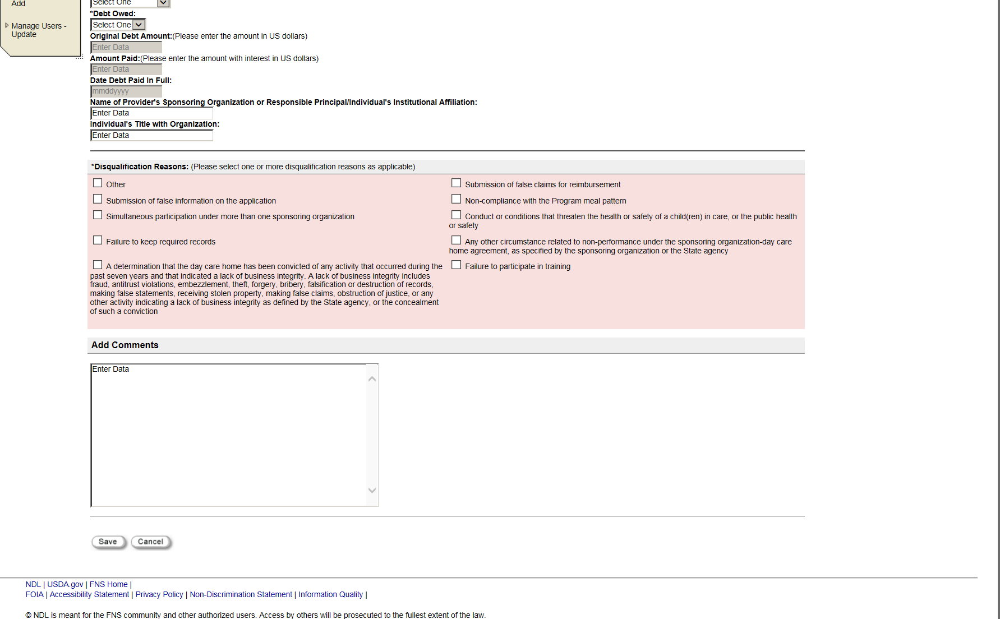 Add
Manage Users -
Update
Select One
*Debt Owed:
Select One
Original Debt Amount:(Please enter the amount in US dollars)
Enter Data
Amount Paid:(Please enter the amount with interest in US dollars)
Enter Data
Date Debt Paid In Full:
mmddyyyy
Name of Provider's Sponsoring Organization or Responsible Principal/Individual's Institutional Affiliation:
Enter Data
Individual's Title with Organization:
Enter Data
*Disqualification Reasons: (Please select one or more disqualification reasons as applicable)
Other
Submission of false claims for reimbursement
Submission of false information on the application
Non-compliance with the Program meal pattern
Simultaneous participation under more than one sponsoring organization
Conduct or conditions that threaten the health or safety of a child(ren) in care, or the public health
or safety
Failure to keep required records
Any other circumstance related to non-performance under the sponsoring organization-day care
home agreement, as specified by the sponsoring organization or the State agency
A determination that the day care home has been convicted of any activity that occurred during the
past seven years and that indicated a lack of business integrity. A lack of business integrity includes
fraud, antitrust violations, embezzlement, theft, forgery, bribery, falsification or destruction of records,
making false statements, receiving stolen property, making false claims, obstruction of justice, or any
other activity indicating a lack of business integrity as defined by the State agency, or the concealment
of such a conviction
Failure to participate in training
Add Comments
Enter Data
Save
Cancel
NDL | USDA.gov | FNS Home |
FOIA | Accessibility Statement | Privacy Policy | Non-Discrimination Statement | Information Quality |
© NDL is meant for the FNS community and other authorized users. Access by others will be prosecuted to the fullest extent of the law.